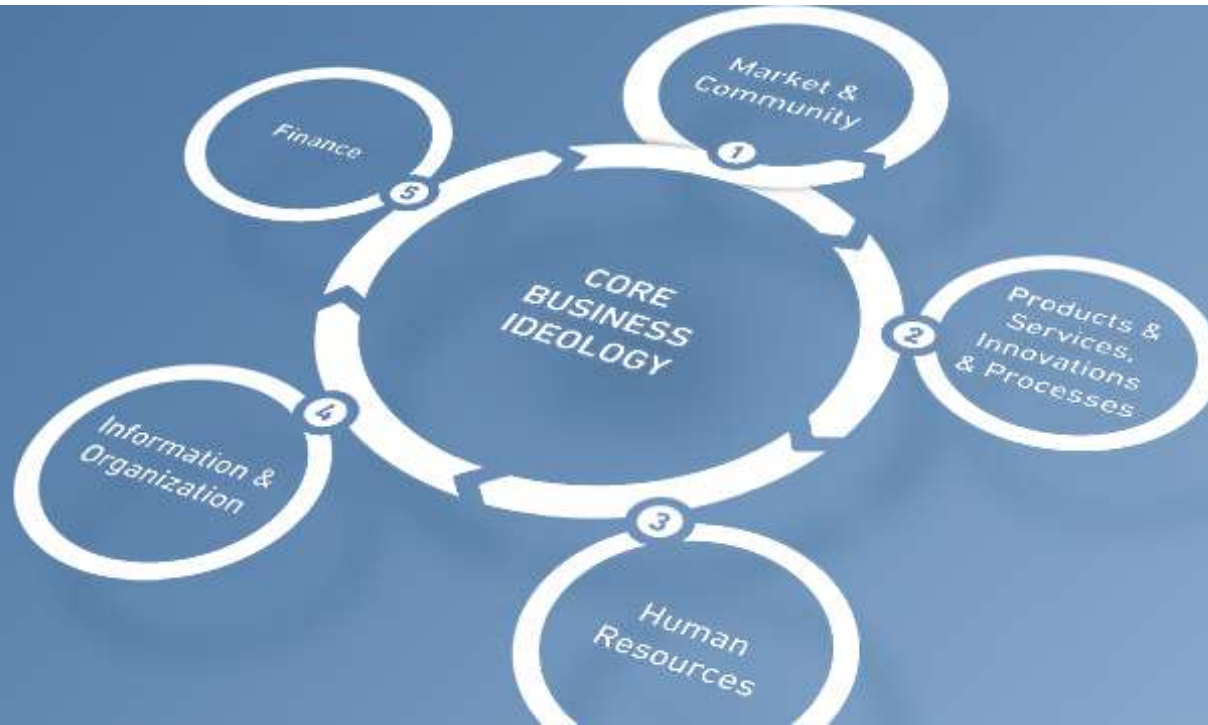 CORE
BUSINESS
IDEOLOGY
1
Market &
Community
2
Products &
Services,
Innovations
& Processes
3
Human
Resources
4
Information &
Organization
5
Finance